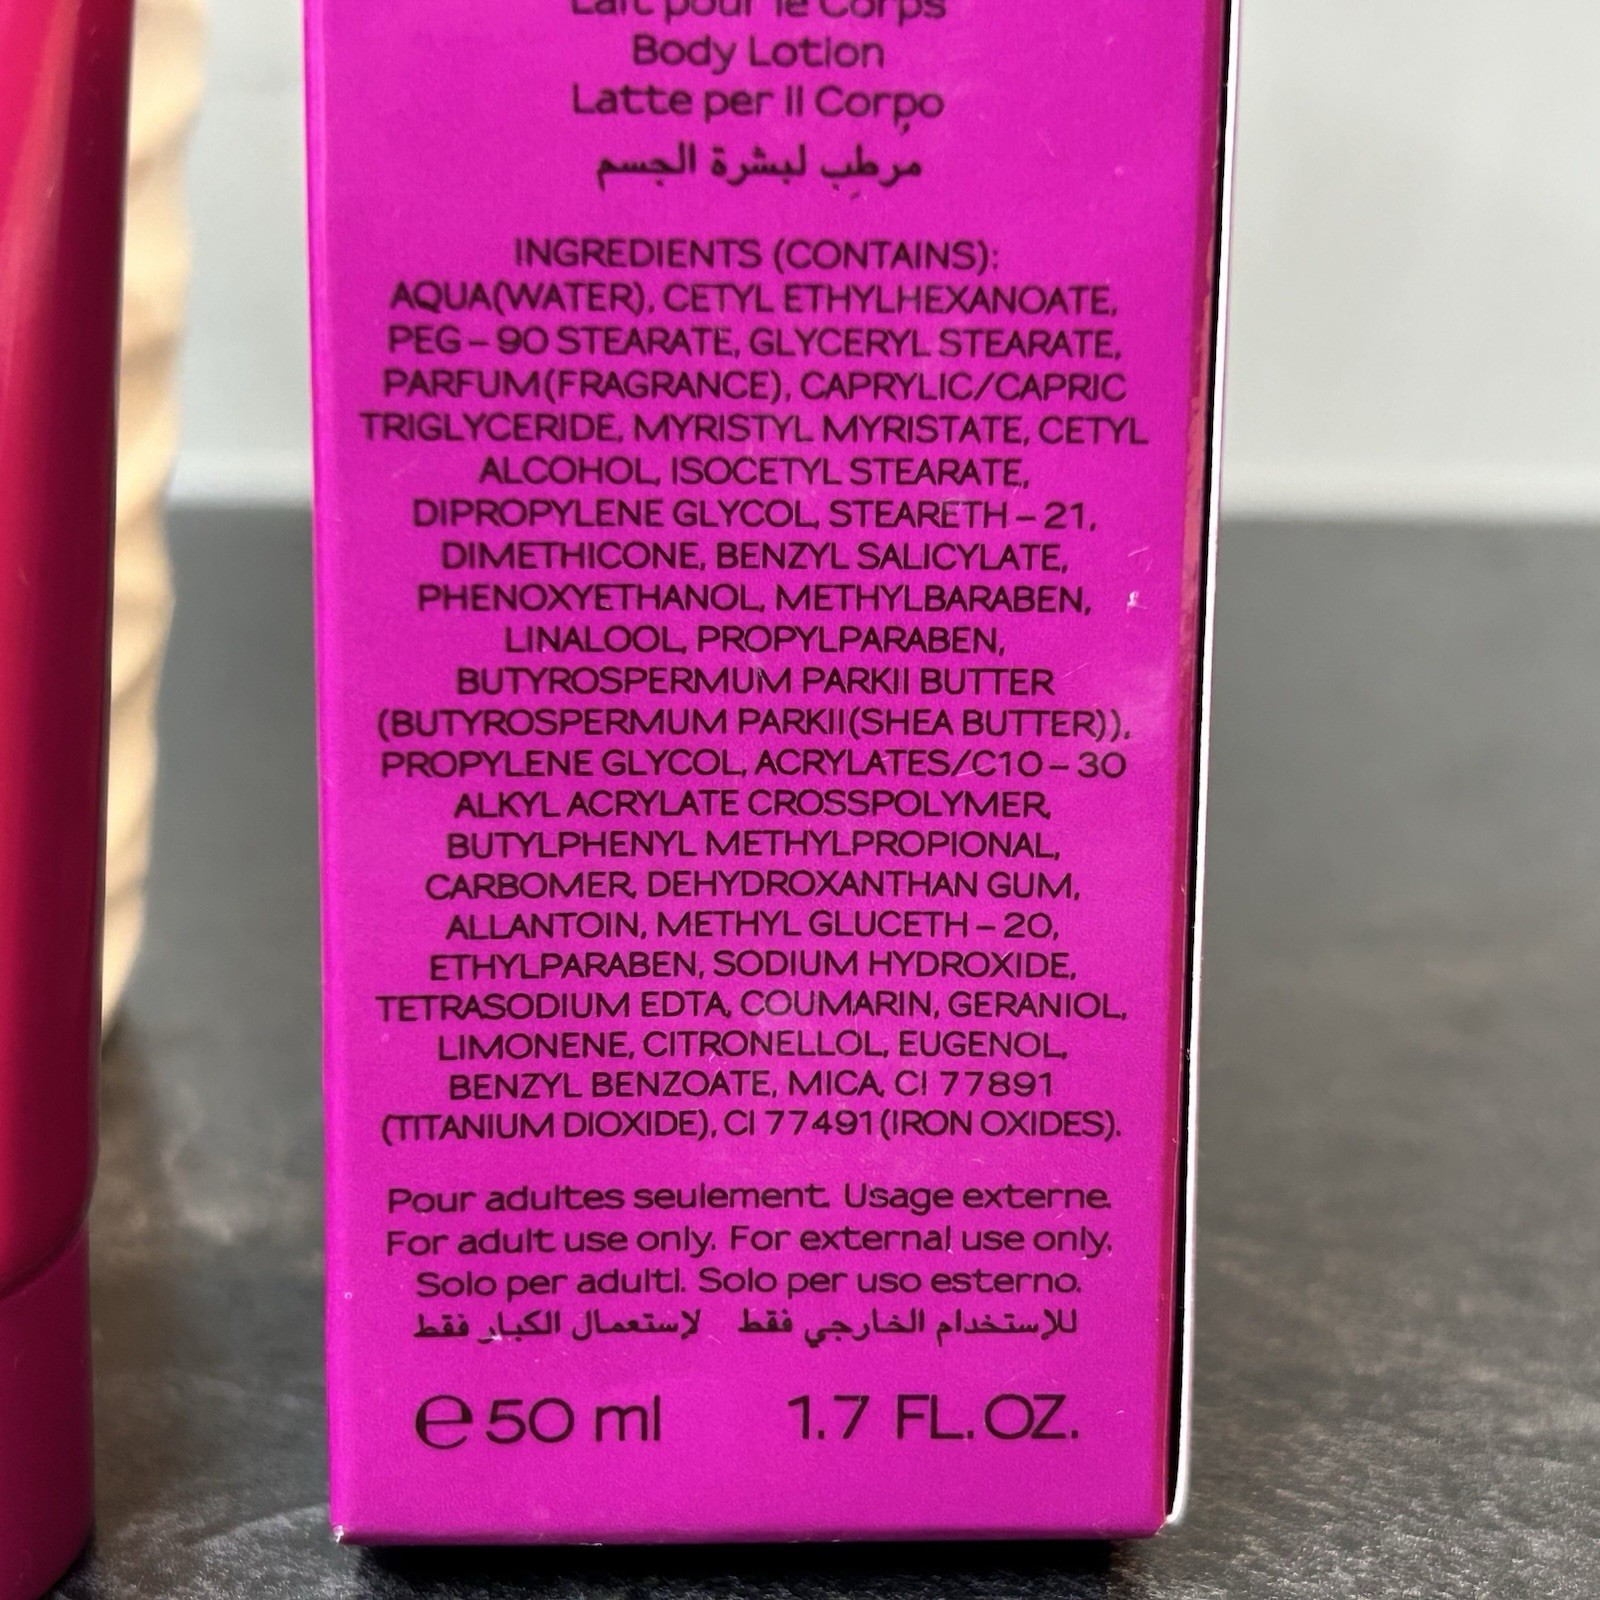 Lait pour le Corps
Body Lotion
Latte per il Corpo
مرطب لبشرة الجسم
INGREDIENTS (CONTAINS):
AQUA(WATER), CETYL ETHYLHEXANOATE,
PEG – 90 STEARATE, GLYCERYL STEARATE,
PARFUM(FRAGRANCE), CAPRYLIC/CAPRIC
TRIGLYCERIDE, MYRISTYL MYRISTATE, CETYL
ALCOHOL, ISOCETYL STEARATE,
DIPROPYLENE GLYCOL, STEARETH – 21,
DIMETHICONE, BENZYL SALICYLATE,
PHENOXYETHANOL, METHYLBARABEN,
LINALOOL, PROPYLPARABEN,
BUTYROSPERMUM PARKII BUTTER
(BUTYROSPERMUM PARKII(SHEA BUTTER)),
PROPYLENE GLYCOL, ACRYLATES/C10 – 30
ALKYL ACRYLATE CROSSPOLYMER,
BUTYLPHENYL METHYLPROPIONAL,
CARBOMER, DEHYDROXANTHAN GUM,
ALLANTOIN, METHYL GLUCETH – 20,
ETHYLPARABEN, SODIUM HYDROXIDE,
TETRASODIUM EDTA, COUMARIN, GERANIOL,
LIMONENE, CITRONELLOL, EUGENOL,
BENZYL BENZOATE, MICA, CI 77891
(TITANIUM DIOXIDE), CI 77491(IRON OXIDES).
Pour adultes seulement. Usage externe.
For adult use only. For external use only.
Solo per adulti. Solo per uso esterno.
للإستخدام الخارجي فقط لإستعمال الكبار فقط
℮50 ml 1.7 FL.OZ.